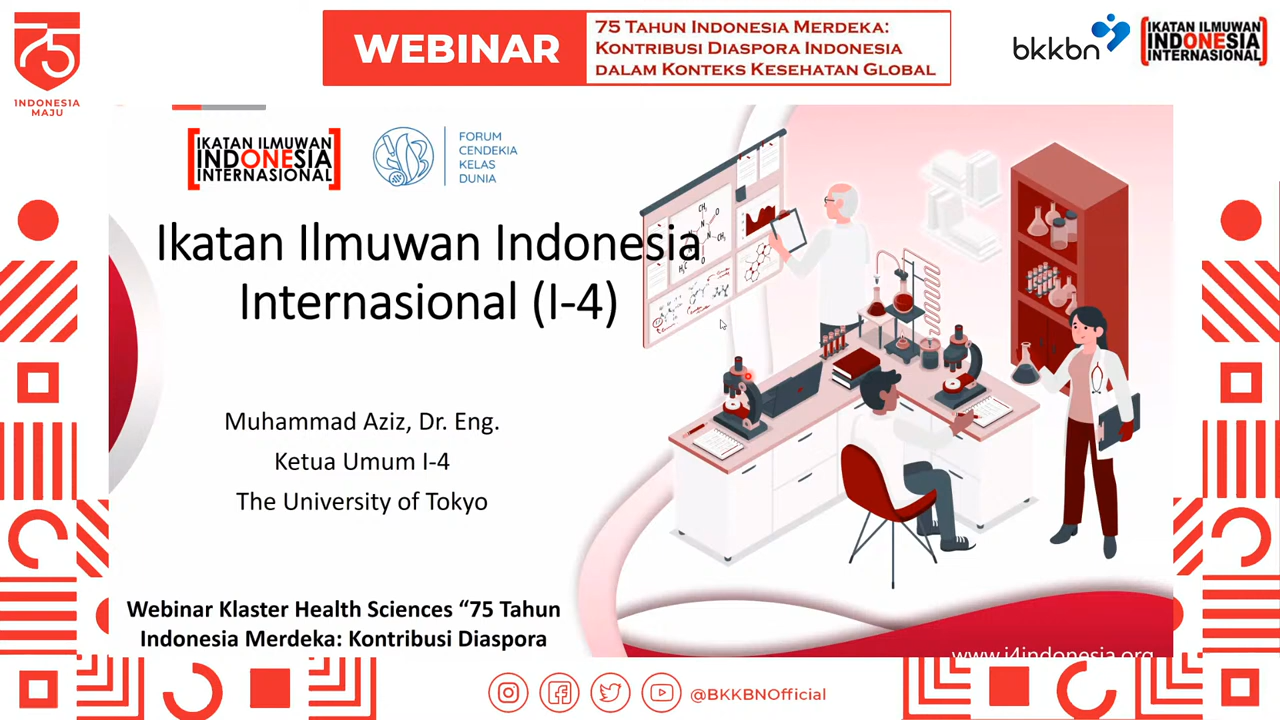 75
INDONESIA
MAJU
WEBINAR
75 TAHUN INDONESIA MERDEKA:
KONTRIBUSI DIASPORA INDONESIA
DALAM KONTEKS KESEHATAN GLOBAL
bkkbn
IKATAN ILMUWAN
INDONESIA
INTERNASIONAL
IKATAN ILMUWAN
INDONESIA
INTERNASIONAL
FORUM
CENDEKIA
KELAS
DUNIA
Ikatan Ilmuwan Indonesia
Internasional (I-4)
Muhammad Aziz, Dr. Eng.
Ketua Umum I-4
The University of Tokyo
Webinar Klaster Health Sciences “75 Tahun
Indonesia Merdeka: Kontribusi Diaspora
www.i4indonesia.org
@BKKBNOfficial